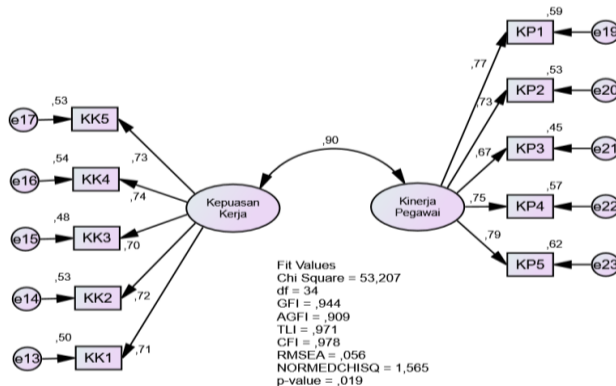 ,59
KP1
e19
,77
,53
KP2
e20
,73
,45
KP3
e21
,67
,57
KP4
e22
,75
,62
KP5
e23
,79
,90
Kepuasan
Kerja
Kinerja
Pegawai
,53
e17
KK5
,73
,54
e16
KK4
,74
,48
e15
KK3
,70
,53
e14
KK2
,72
,50
e13
KK1
,71
Fit Values
Chi Square = 53,207
df = 34
GFI = ,944
AGFI = ,909
TLI = ,971
CFI = ,978
RMSEA = ,056
NORMEDCHISQ = 1,565
p-value = ,019